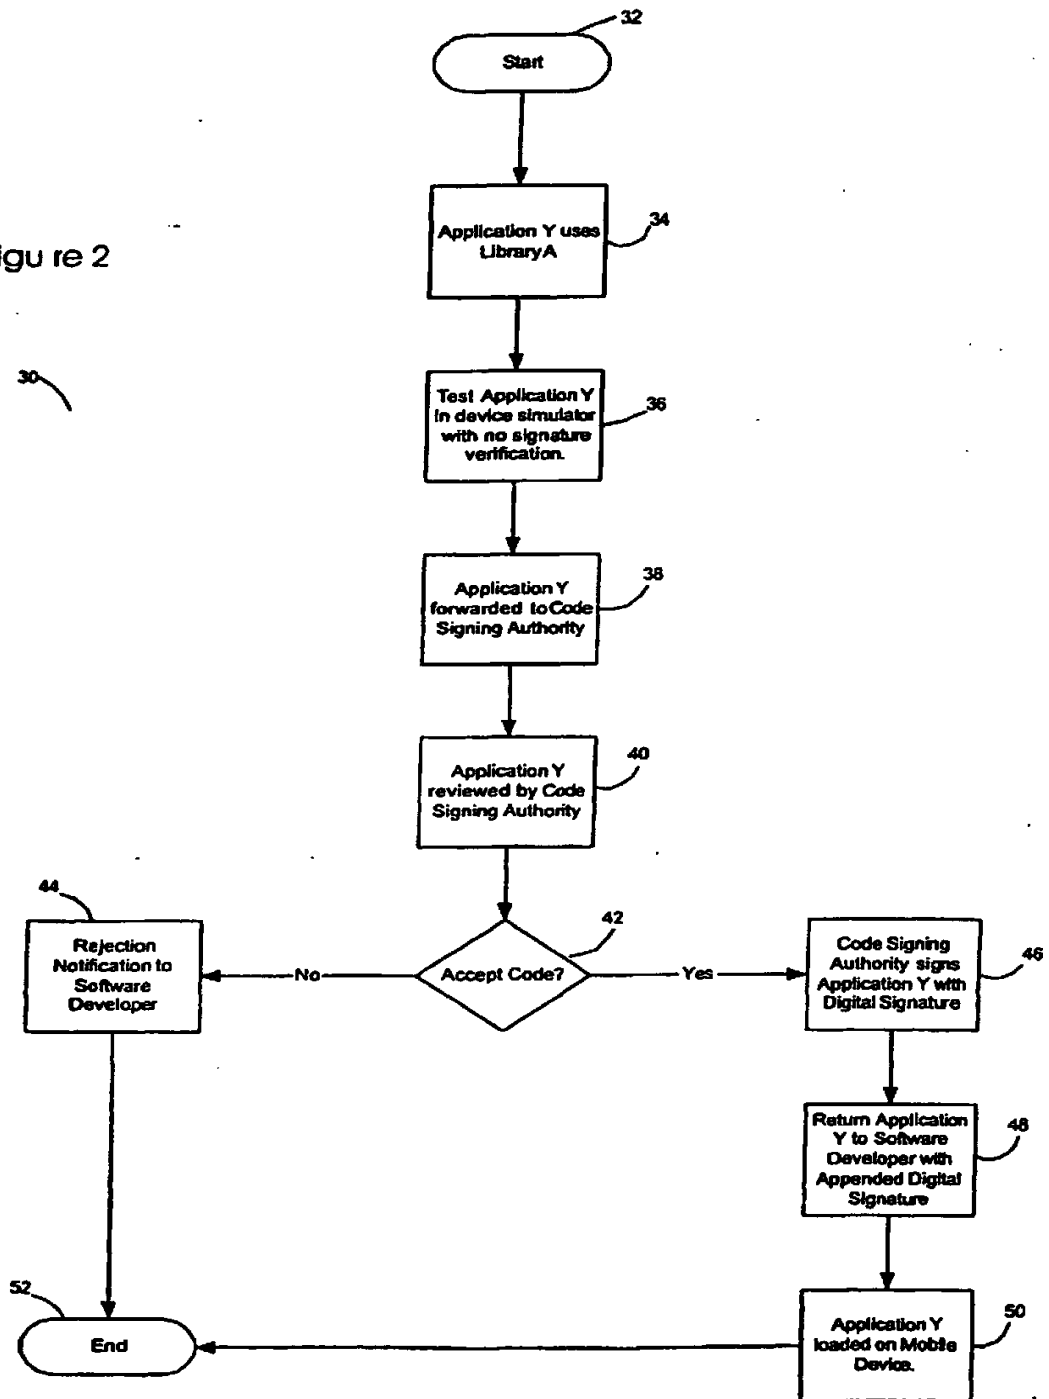 32
Start
Application Y uses
Library A
34
igu re 2
30
Test Application Y
in device simulator
with no signature
verification.
36
Application Y
forwarded to Code
Signing Authority
38
Application Y
reviewed by Code
Signing Authority
40
44
Rejection
Notification to
Software
Developer
No
Accept Code?
42
Yes
Code Signing
Authority signs
Application Y with
Digital Signature
46
Return Application
Y to Software
Developer with
Appended Digital
Signature
48
52
End
Application Y
loaded on Mobile
Device.
50